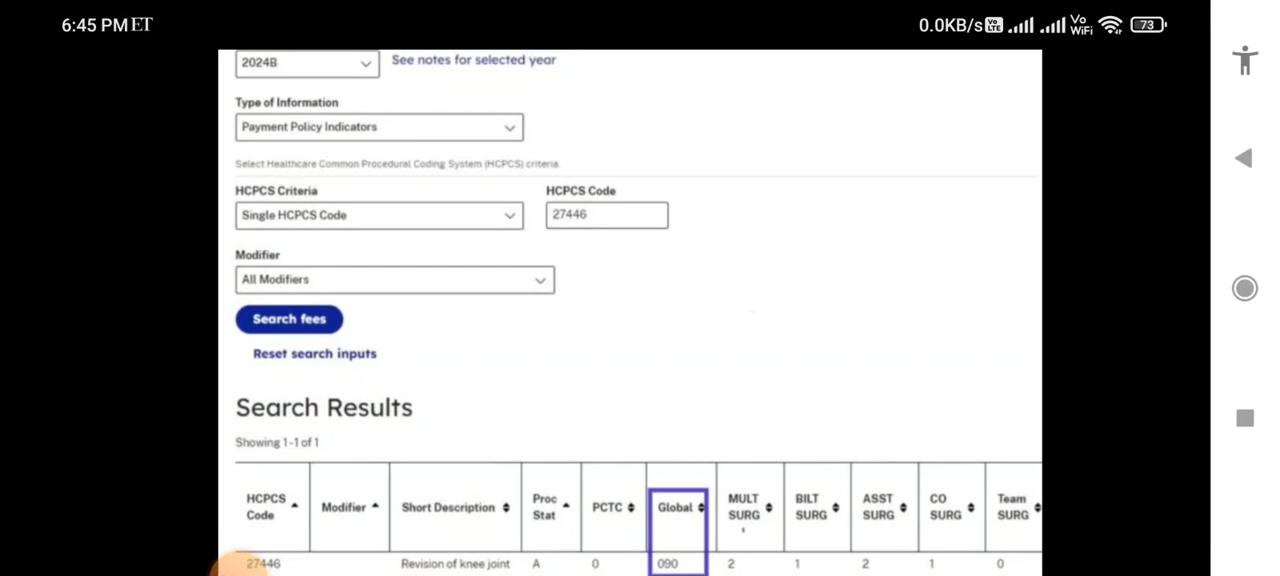 6:45 PM ET 0.0KB/s Vo LTE Vo WiFi 73
2024B See notes for selected year
Type of Information
Payment Policy Indicators
Select Healthcare Common Procedural Coding System (HCPCS) criteria.
HCPCS Criteria HCPCS Code
Single HCPCS Code 27446
Modifier
All Modifiers
Search fees
Reset search inputs
Search Results
Showing 1-1 of 1
HCPCS Code Modifier Short Description Proc Stat PCTC Global MULT SURG BILT SURG ASST SURG CO SURG Team SURG
27446 Revision of knee joint A 0 090 2 1 2 1 0